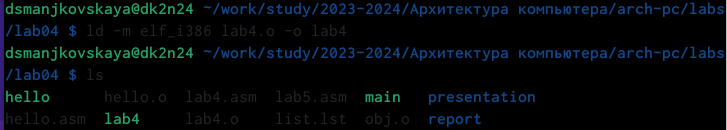 dsmanjkovskaya@dk2n24 ~/work/study/2023-2024/Архитектура компьютера/arch-pc/labs
/lab04 $ ld -m elf_i386 lab4.o -o lab4
dsmanjkovskaya@dk2n24 ~/work/study/2023-2024/Архитектура компьютера/arch-pc/labs
/lab04 $ ls
hello hello.o lab4.asm lab5.asm main presentation
hello.asm lab4 lab4.o list.lst obj.o report